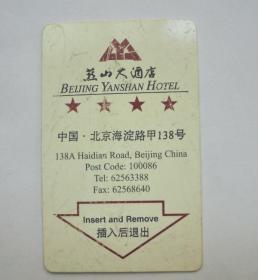 燕山大酒店
BEIJING YANSHAN HOTEL
中国·北京海淀路甲138号
138A Haidian Road, Beijing China
Post Code: 100086
Tel: 62563388
Fax: 62568640
Insert and Remove
插入后退出